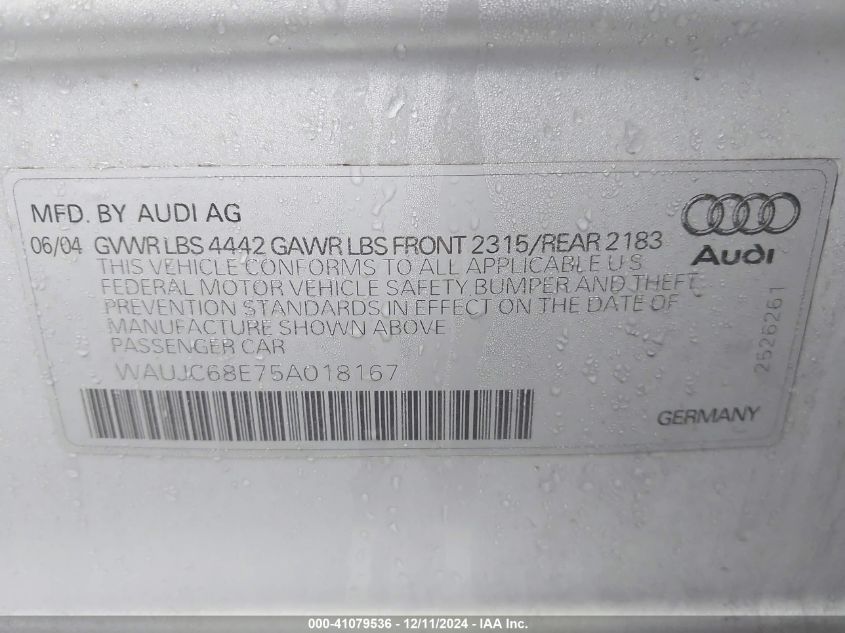 MFD. BY AUDI AG
06/04 GVWR LBS 4442 GAWR LBS FRONT 2315/REAR 2183
THIS VEHICLE CONFORMS TO ALL APPLICABLE U S
FEDERAL MOTOR VEHICLE SAFETY BUMPER AND THEFT
PREVENTION STANDARDS IN EFFECT ON THE DATE OF
MANUFACTURE SHOWN ABOVE
PASSENGER CAR
WAUJC68E75A018167
Audi
2526261
GERMANY
000-41079536 - 12/11/2024 - IAA Inc.